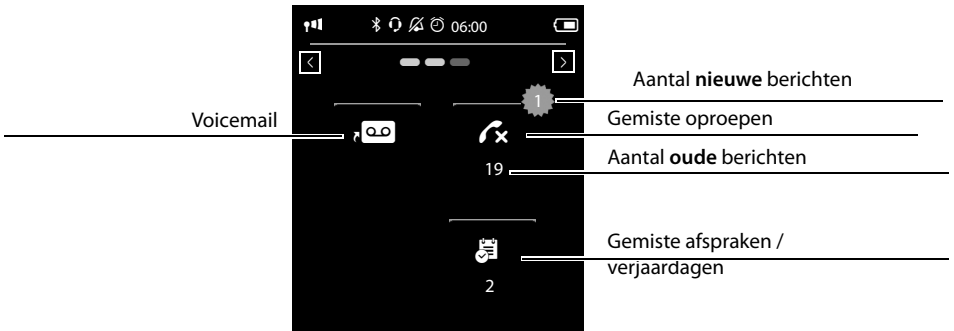 06:00
Aantal nieuwe berichten
1
Voicemail
Gemiste oproepen
Aantal oude berichten
19
Gemiste afspraken /
verjaardagen
2